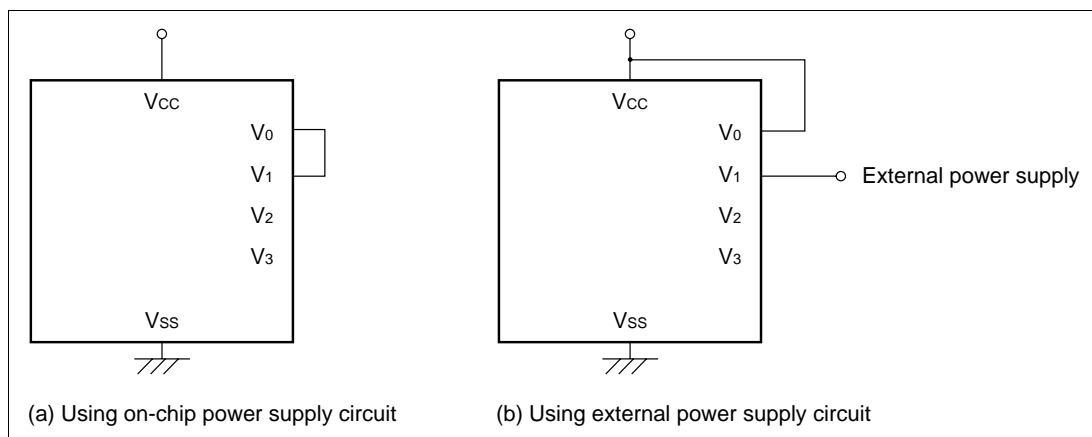 VCC
V0
V1
V2
V3
VSS
(a) Using on-chip power supply circuit
VCC
V0
V1
External power supply
V2
V3
VSS
(b) Using external power supply circuit